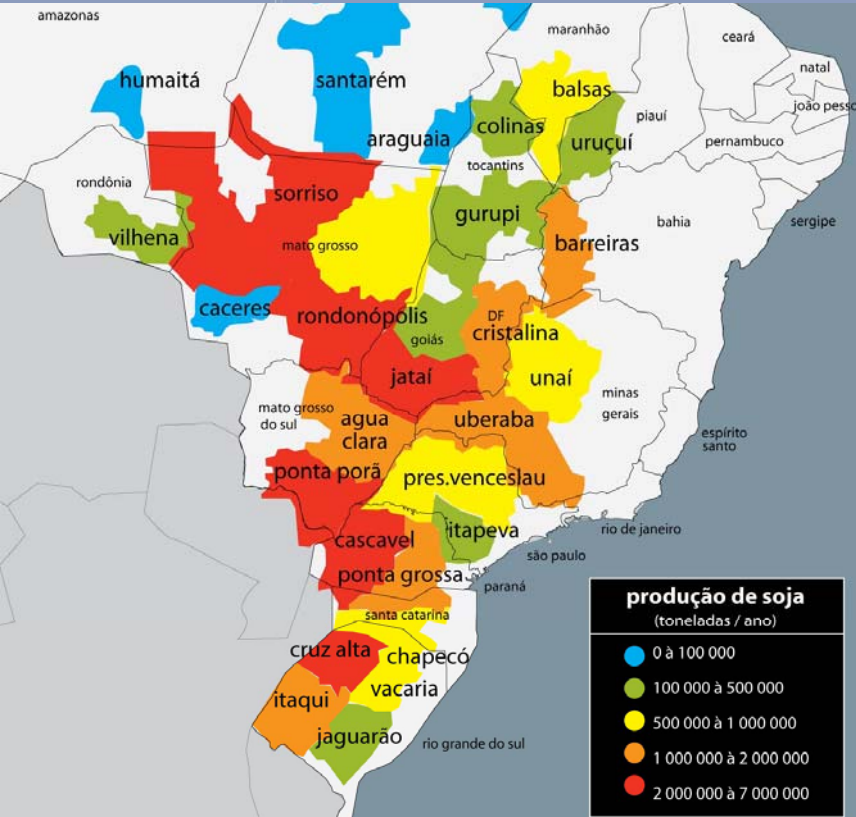 amazonas
maranhão
ceará
humaitá
santarém
balsas
natal
araguaia
colinas
uruçuí
piauí
joão pesso
pernambuco
tocantins
rondônia
sorriso
gurupi
bahia
sergipe
vilhena
mato grosso
barreiras
caceres
rondonópolis
DF
cristalina
goiás
jataí
unaí
minas
gerais
mato grosso
do sul
agua
clara
uberaba
espírito
santo
ponta porã
pres.venceslau
cascavel
itapeva
rio de janeiro
são paulo
ponta grossa
paraná
santa catarina
cruz alta
chapecó
vacaria
itaqui
jaguarão
rio grande do sul
produção de soja
(toneladas / ano)
0 à 100 000
100 000 à 500 000
500 000 à 1 000 000
1 000 000 à 2 000 000
2 000 000 à 7 000 000